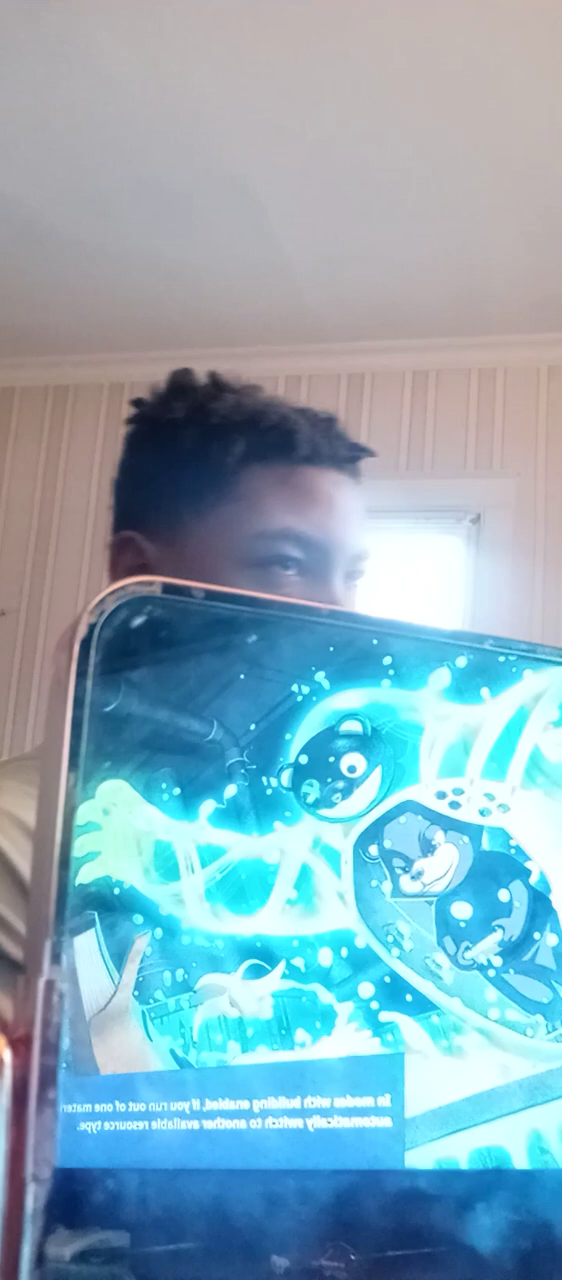 In modes with building enabled, if you run out of one mater
automatically switch to another available resource type.